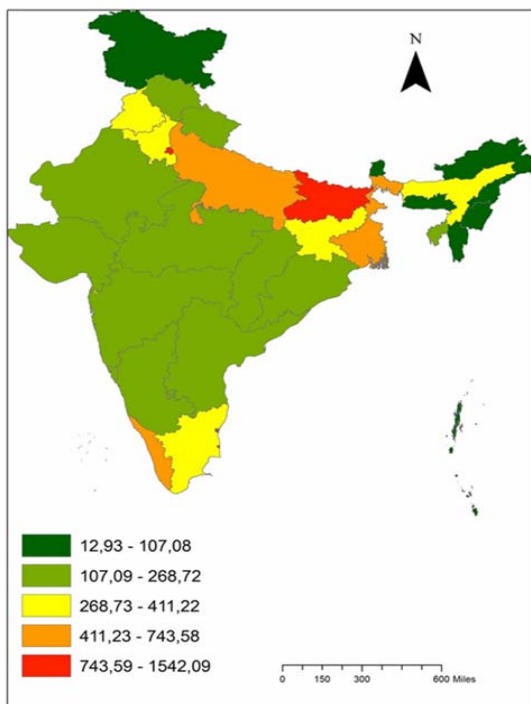 N
12,93 - 107,08
107,09 - 268,72
268,73 - 411,22
411,23 - 743,58
743,59 - 1542,09
0 150 300 600 Miles